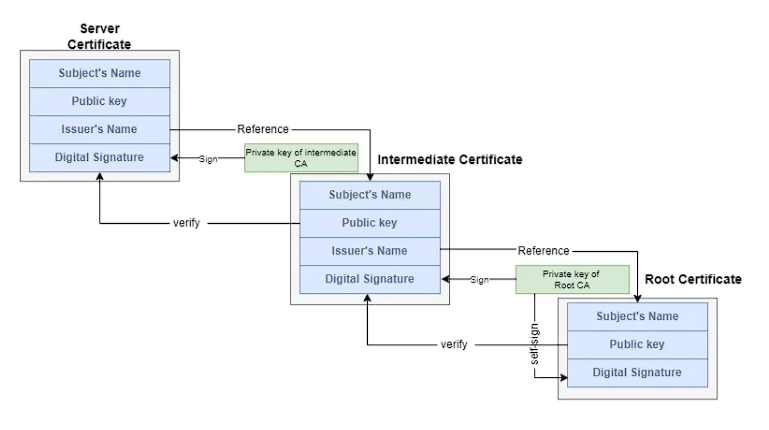 Server
Certificate
Subject's Name
Public key
Issuer's Name
Digital Signature
Reference
Sign
Private key of intermediate
CA
verify
Intermediate Certificate
Subject's Name
Public key
Issuer's Name
Digital Signature
Reference
Sign
Private key of
Root CA
verify
self-sign
Root Certificate
Subject's Name
Public key
Digital Signature